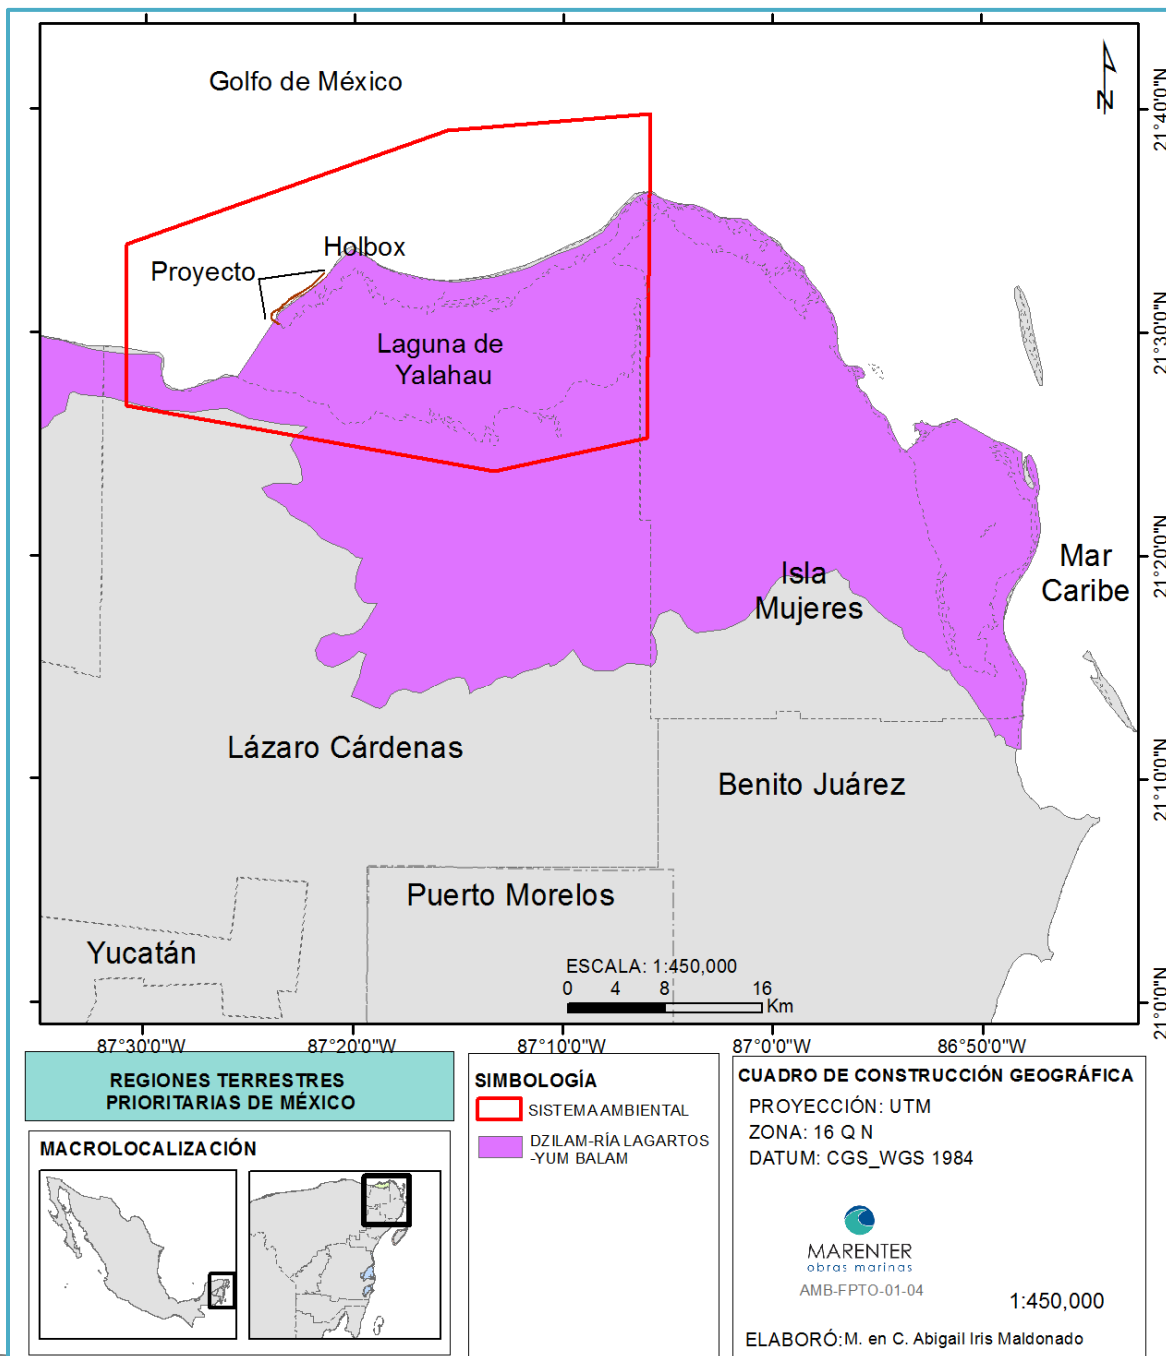 Golfo de México
N
21°40'0"N
Holbox
Proyecto
21°30'0"N
Laguna de
Yalahau
21°20'0"N
Isla
Mujeres
Mar
Caribe
Lázaro Cárdenas
21°10'0"N
Benito Juárez
Puerto Morelos
Yucatán
ESCALA: 1:450,000
0 4 8 16
Km
21°0'0"N
87°30'0"W 87°20'0"W 87°10'0"W 87°0'0"W 86°50'0"W
REGIONES TERRESTRES
PRIORITARIAS DE MÉXICO
MACROLOCALIZACIÓN
SIMBOLOGÍA
SISTEMA AMBIENTAL
DZILAM-RÍA LAGARTOS
-YUM BALAM
CUADRO DE CONSTRUCCIÓN GEOGRÁFICA
PROYECCIÓN: UTM
ZONA: 16 Q N
DATUM: CGS_WGS 1984
MARENTER
obras marinas
AMB-FPTO-01-04
1:450,000
ELABORÓ: M. en C. Abigail Iris Maldonado